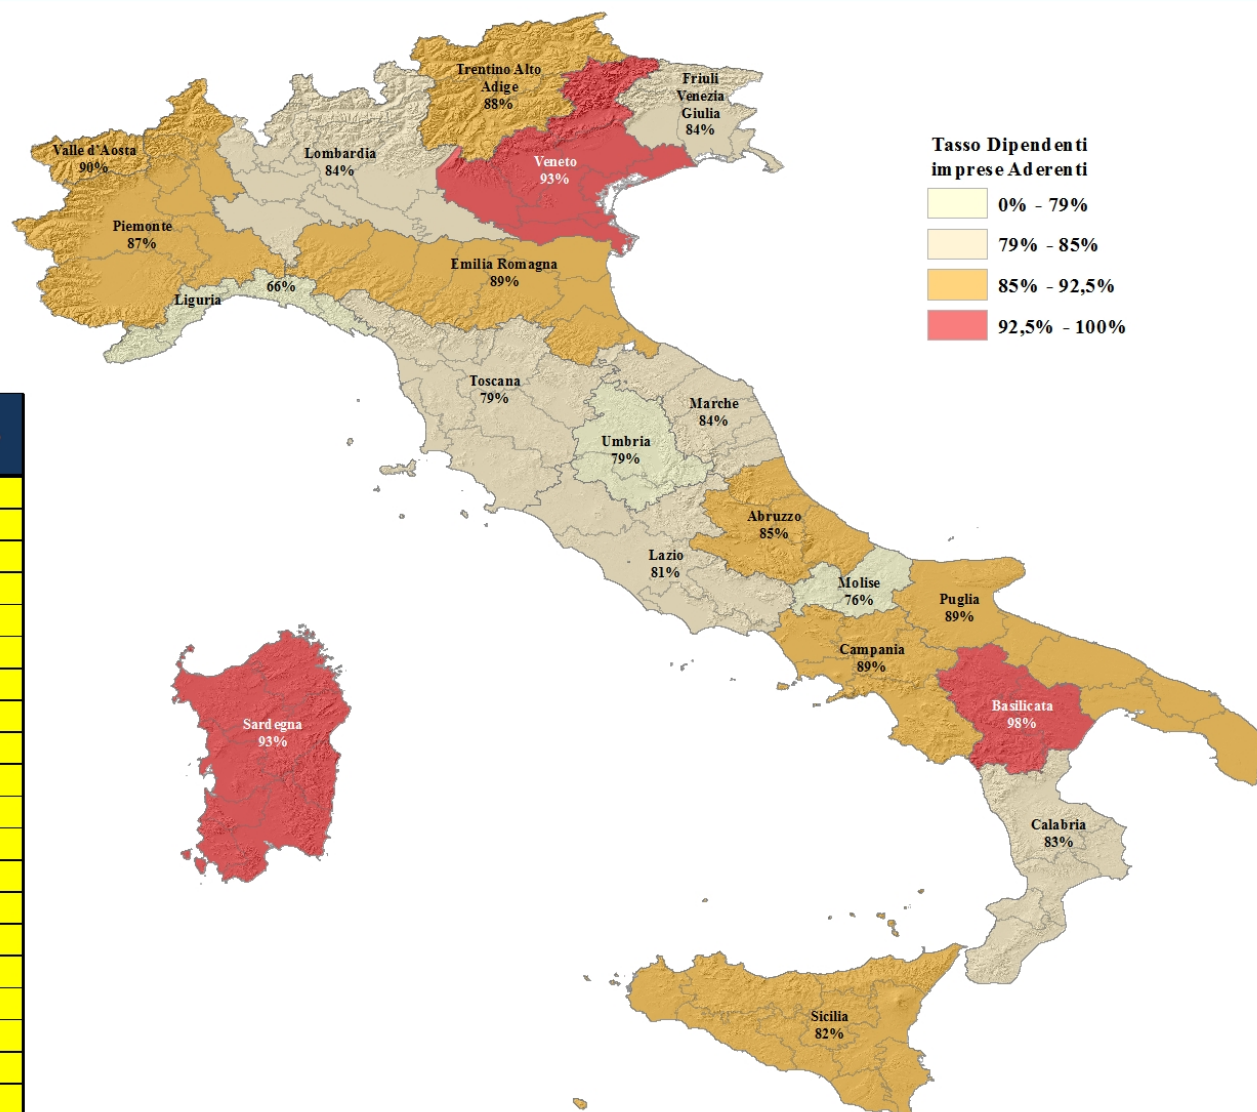 Trentino Alto
Adige
88%
Friuli
Venezia
Giulia
84%
Valle d'Aosta
90%
Lombardia
84%
Veneto
93%
Piemonte
87%
Emilia Romagna
89%
Liguria
66%
Toscana
79%
Marche
84%
Umbria
79%
Abruzzo
85%
Lazio
81%
Molise
76%
Puglia
89%
Campania
89%
Basilicata
98%
Sardegna
93%
Calabria
83%
Sicilia
82%
Tasso Dipendenti
imprese Aderenti
0% - 79%
79% - 85%
85% - 92,5%
92,5% - 100%